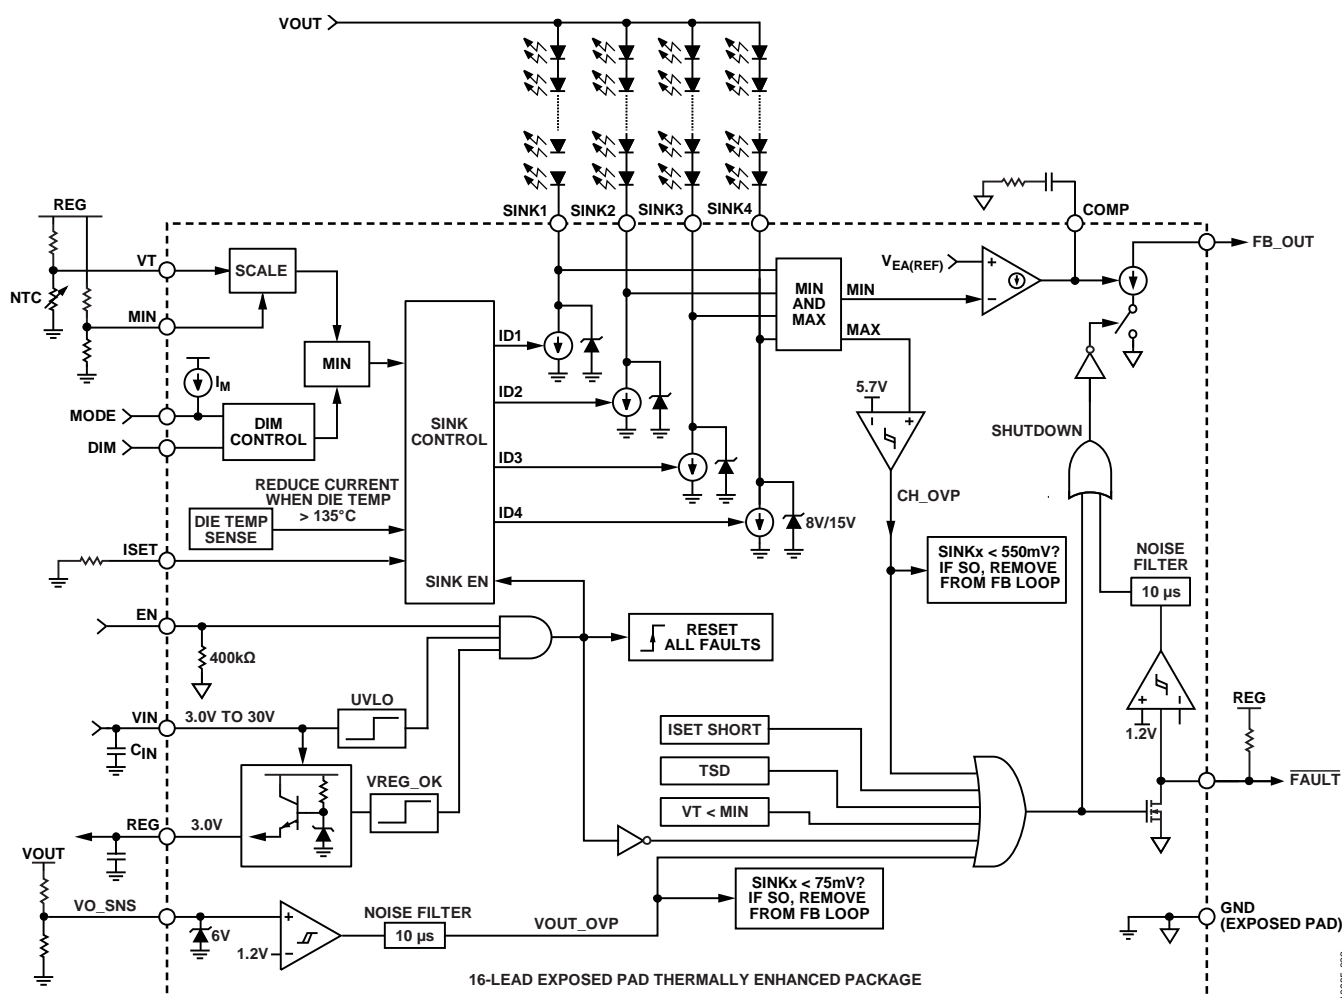 VOUT
SINK1
SINK2
SINK3
SINK4
COMP
FB_OUT
REG
VT
NTC
MIN
SCALE
MIN
IM
MODE
DIM
DIM
CONTROL
SINK
CONTROL
SINK EN
ID1
ID2
ID3
ID4
MIN
AND
MAX
MIN
MAX
VEA(REF)
+
–
5.7V
–
+
CH_OVP
8V/15V
SHUTDOWN
REDUCE CURRENT
WHEN DIE TEMP
> 135°C
DIE TEMP
SENSE
ISET
SINKx < 550mV?
IF SO, REMOVE
FROM FB LOOP
NOISE
FILTER
10 µs
EN
400kΩ
RESET
ALL FAULTS
UVLO
VIN
3.0V TO 30V
CIN
VREG_OK
REG
3.0V
ISET SHORT
TSD
VT < MIN
+
–
1.2V
REG
FAULT
VOUT
VO_SNS
6V
+
1.2V
–
NOISE FILTER
10 µs
VOUT_OVP
SINKx < 75mV?
IF SO, REMOVE
FROM FB LOOP
GND
(EXPOSED PAD)
16-LEAD EXPOSED PAD THERMALLY ENHANCED PACKAGE